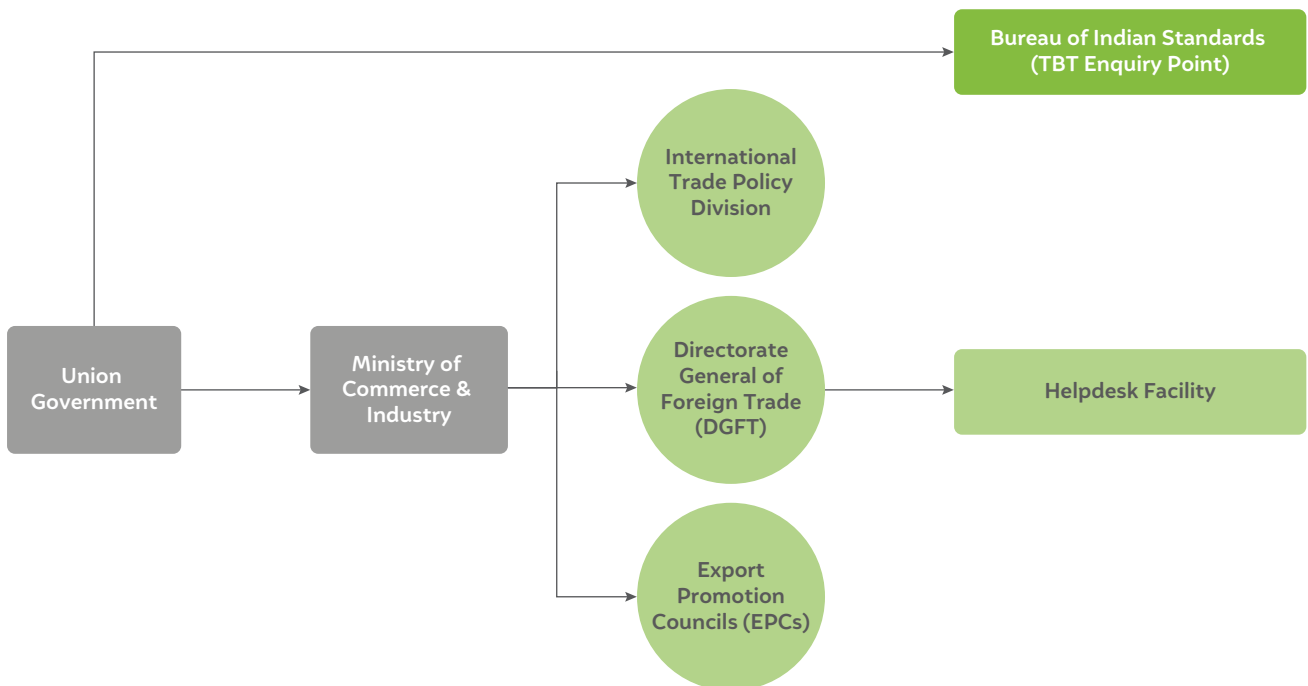 Bureau of Indian Standards
(TBT Enquiry Point)
International
Trade Policy
Division
Union
Government
Ministry of
Commerce &
Industry
Directorate
General of
Foreign Trade
(DGFT)
Helpdesk Facility
Export
Promotion
Councils (EPCs)